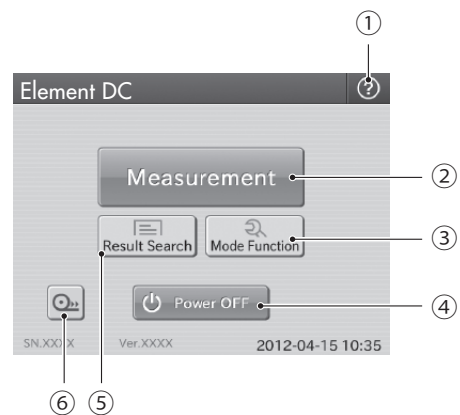 ①
Element DC ?
Measurement ②
Result Search Mode Function ③
Power OFF ④
SN.XXXX Ver.XXXX 2012-04-15 10:35
⑥ ⑤